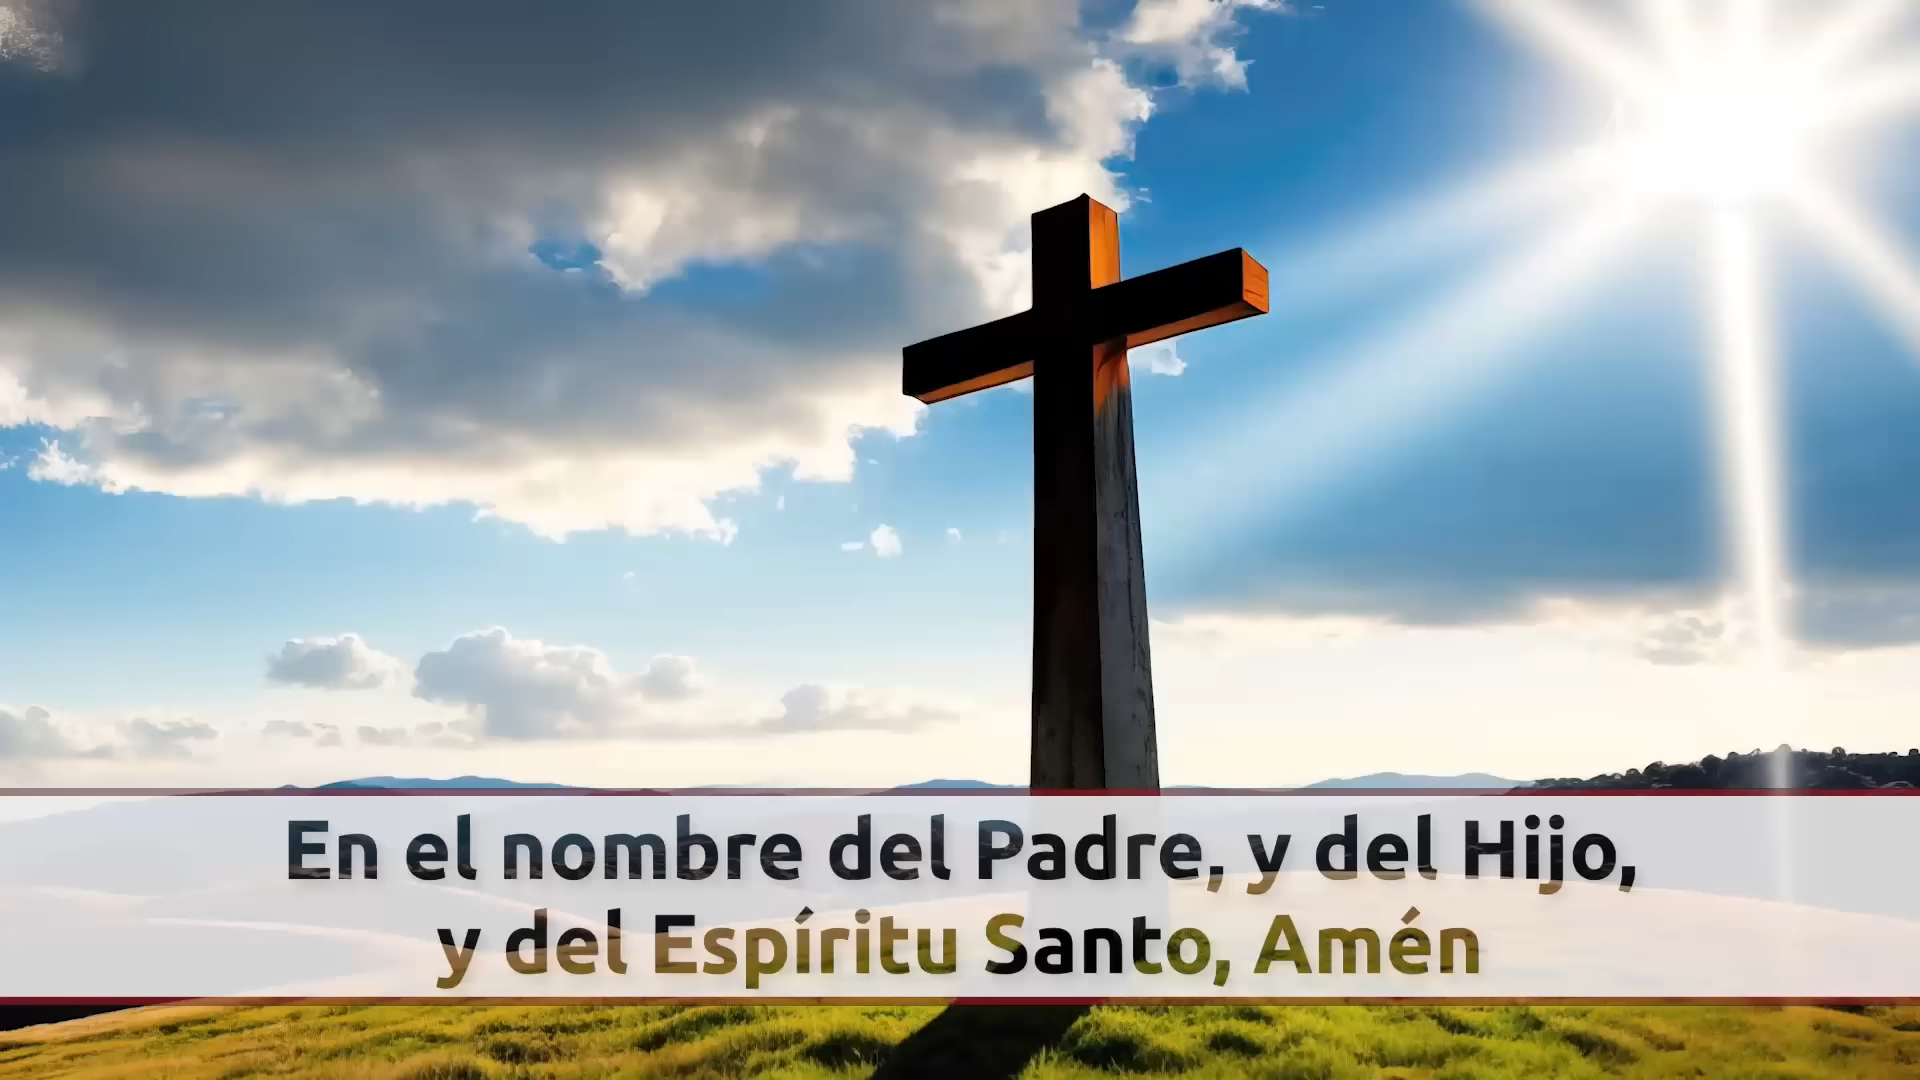 En el nombre del Padre, y del Hijo,
y del Espíritu Santo, Amén